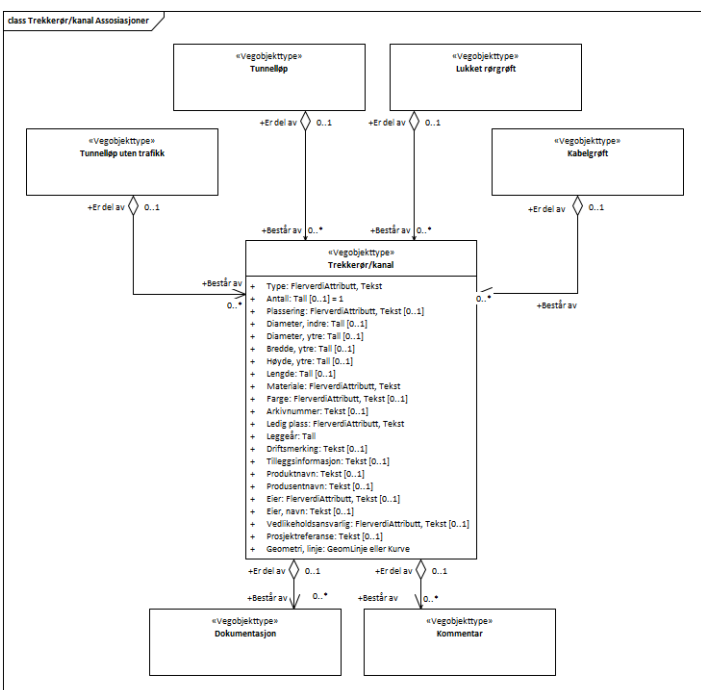 class Trekkerør/kanal Assosiasjoner
«Vegobjekttype»
Tunnelløp
«Vegobjekttype»
Lukket rørgrøft
+Er del av 0..1
+Er del av 0..1
«Vegobjekttype»
Tunnelløp uten trafikk
«Vegobjekttype»
Kabelgrøft
+Er del av 0..1
+Er del av 0..1
+Består av 0..*
+Består av 0..*
+Består av
0..*
0..*
+Består av
«Vegobjekttype»
Trekkerør/kanal
+ Type: FlerverdiAttributt, Tekst
+ Antall: Tall [0..1] = 1
+ Plassering: FlerverdiAttributt, Tekst [0..1]
+ Diameter, indre: Tall [0..1]
+ Diameter, ytre: Tall [0..1]
+ Bredde, ytre: Tall [0..1]
+ Høyde, ytre: Tall [0..1]
+ Lengde: Tall [0..1]
+ Materiale: FlerverdiAttributt, Tekst
+ Farge: FlerverdiAttributt, Tekst [0..1]
+ Arkivnummer: Tekst [0..1]
+ Ledig plass: FlerverdiAttributt, Tekst
+ Leggeår: Tall
+ Driftsmerking: Tekst [0..1]
+ Tilleggsinformasjon: Tekst [0..1]
+ Produktnavn: Tekst [0..1]
+ Produsentnavn: Tekst [0..1]
+ Eier: FlerverdiAttributt, Tekst [0..1]
+ Eier, navn: Tekst [0..1]
+ Vedlikeholdsansvarlig: FlerverdiAttributt, Tekst [0..1]
+ Prosjektreferanse: Tekst [0..1]
+ Geometri, linje: GeomLinje eller Kurve
+Er del av 0..1
+Er del av 0..1
+Består av 0..*
+Består av 0..*
«Vegobjekttype»
Dokumentasjon
«Vegobjekttype»
Kommentar